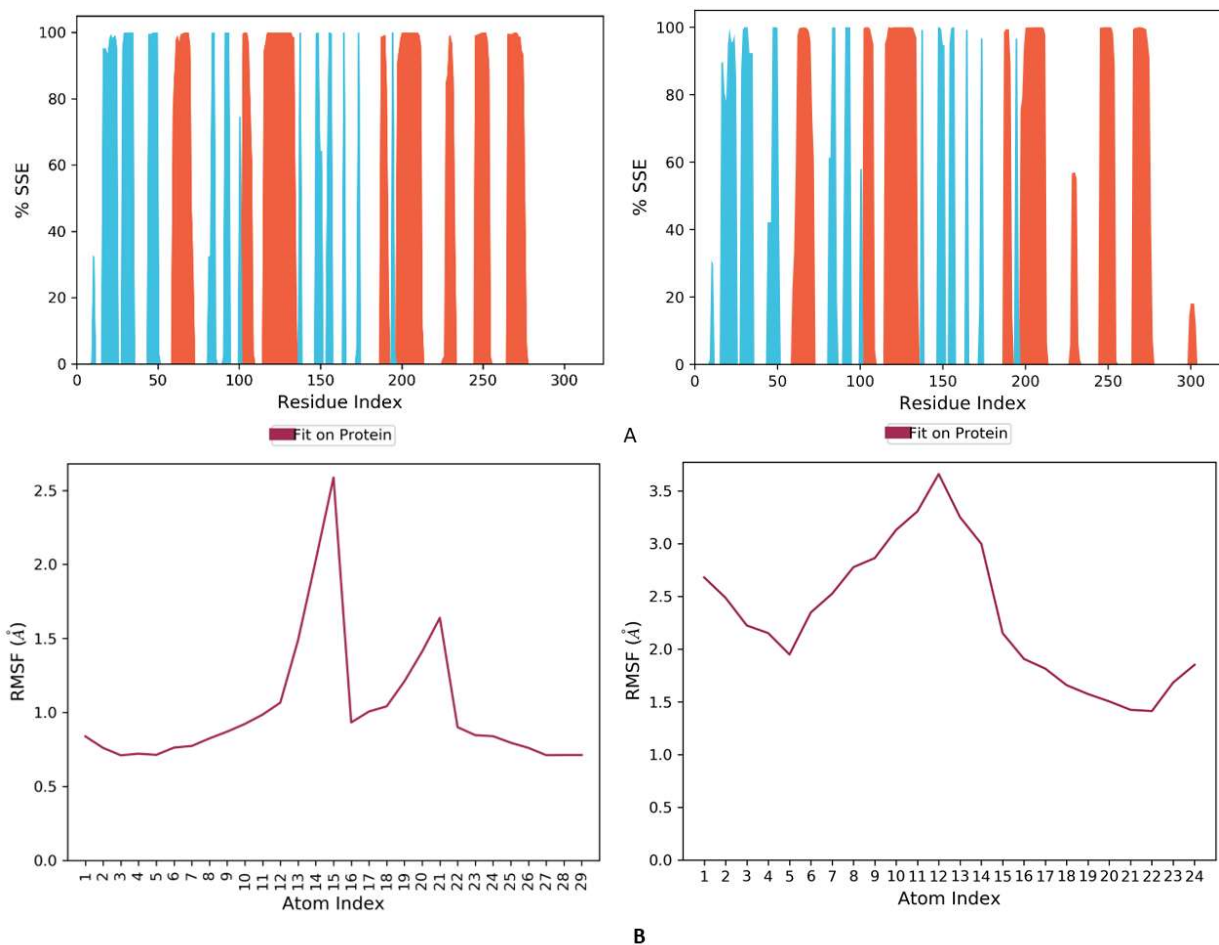 100
80
60
40
20
0
% SSE
0 50 100 150 200 250 300
Residue Index
100
80
60
40
20
0
% SSE
0 50 100 150 200 250 300
Residue Index
Fit on Protein
A
Fit on Protein
2.5
2.0
1.5
1.0
0.5
0.0
RMSF (Å)
1 2 3 4 5 6 7 8 9 10 11 12 13 14 15 16 17 18 19 20 21 22 23 24 25 26 27 28 29
Atom Index
3.5
3.0
2.5
2.0
1.5
1.0
0.5
0.0
RMSF (Å)
1 2 3 4 5 6 7 8 9 10 11 12 13 14 15 16 17 18 19 20 21 22 23 24
Atom Index
B